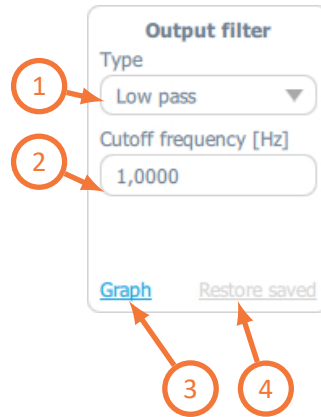 Output filter
Type
1
Low pass
Cutoff frequency [Hz]
2
1,0000
Graph
Restore saved
3
4